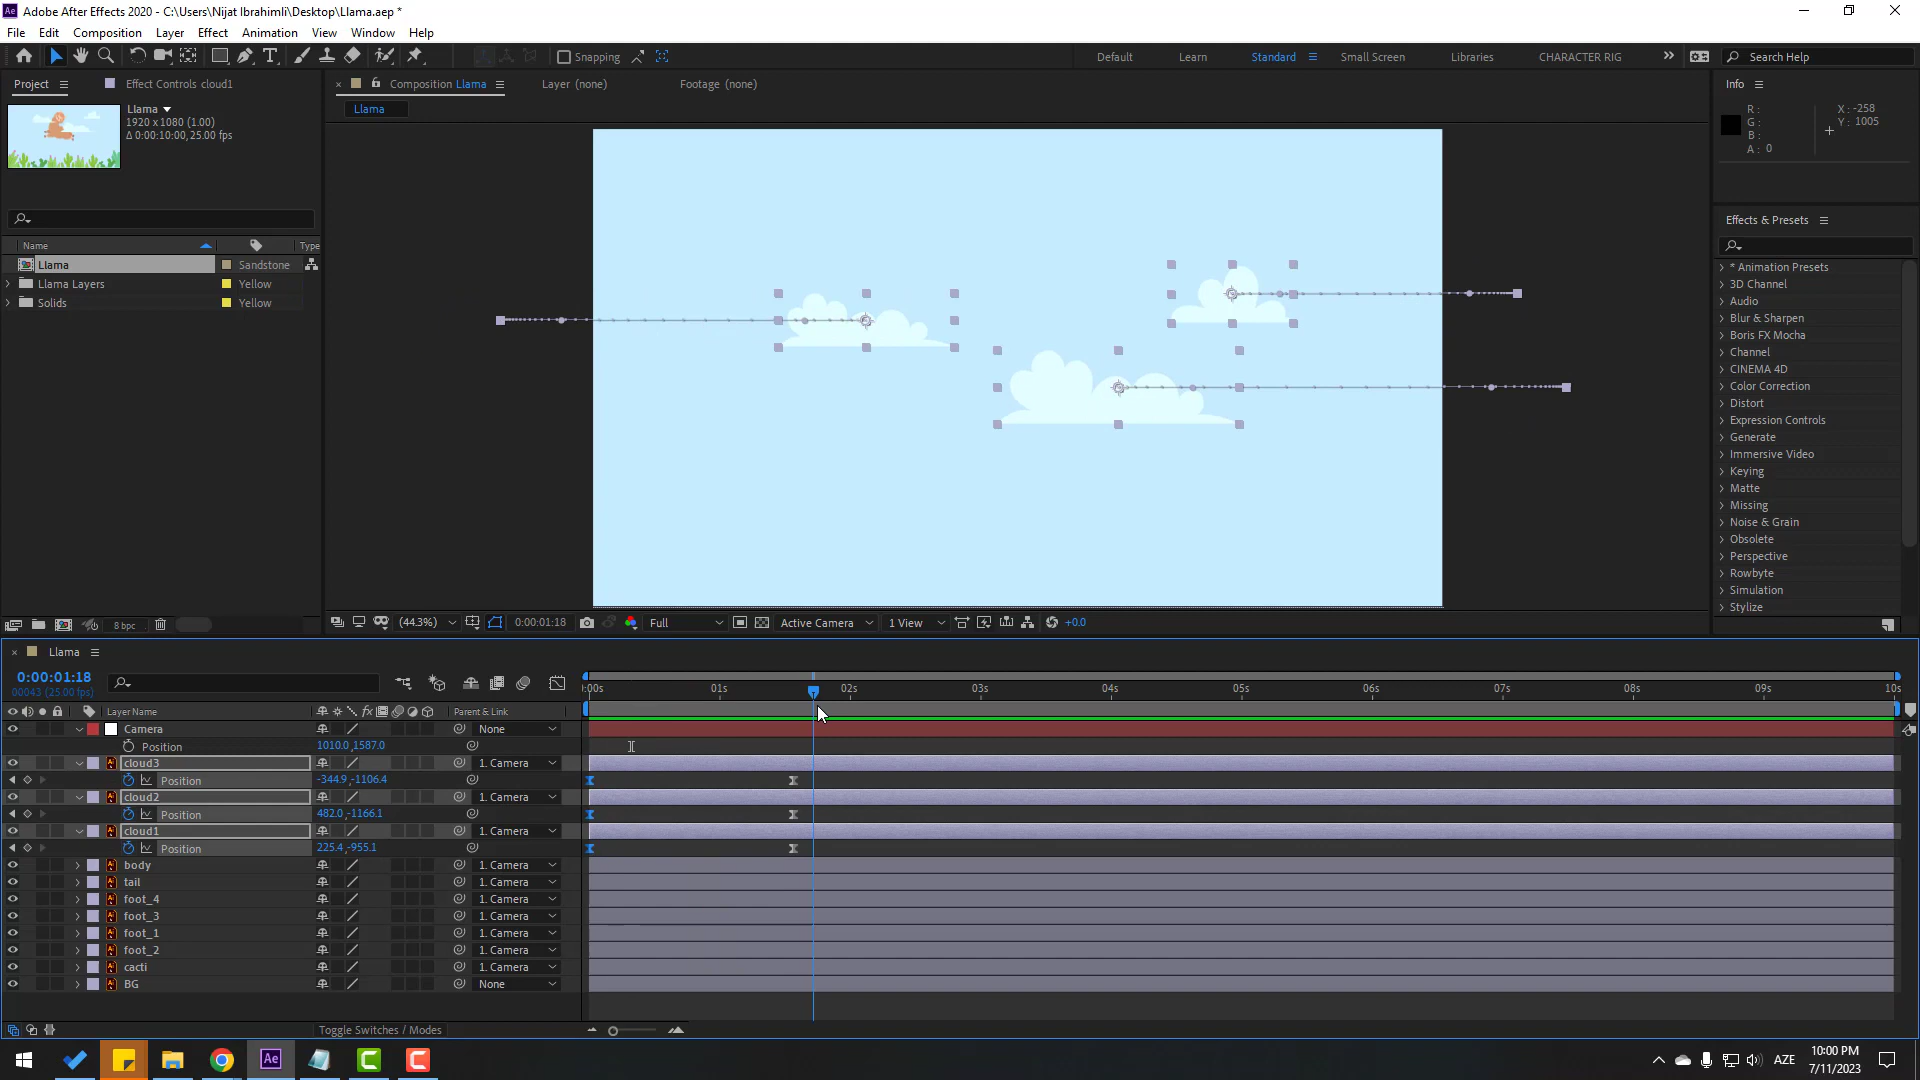 Adobe After Effects 2020 - C:\Users\Nijat Ibrahimli\Desktop\Llama.aep *
File Edit Composition Layer Effect Animation View Window Help
Snapping
Default Learn Standard Small Screen Libraries CHARACTER RIG
Search Help
Project
Effect Controls cloud1
Composition Llama
Layer (none)
Footage (none)
Info
Llama
1920 x 1080 (1.00)
Δ 0:00:10:00, 25.00 fps
Llama
R :
G :
B :
A : 0
X : -258
Y : 1005
Effects & Presets
Name Type
Llama Sandstone
Llama Layers Yellow
Solids Yellow
* Animation Presets
3D Channel
Audio
Blur & Sharpen
Boris FX Mocha
Channel
CINEMA 4D
Color Correction
Distort
Expression Controls
Generate
Immersive Video
Keying
Matte
Missing
Noise & Grain
Obsolete
Perspective
Rowbyte
Simulation
Stylize
8 bpc
(44.3%) 0:00:01:18 Full Active Camera 1 View +0.0
Llama
0:00:01:18
00043 (25.00 fps)
:00s 01s 02s 03s 04s 05s 06s 07s 08s 09s 10s
Layer Name Parent & Link
Camera None
Position 1010.0 ,1587.0
cloud3 1. Camera
Position -344.9 ,-1106.4
cloud2 1. Camera
Position 482.0 ,-1166.1
cloud1 1. Camera
Position 225.4 ,-955.1
body 1. Camera
tail 1. Camera
foot_4 1. Camera
foot_3 1. Camera
foot_1 1. Camera
foot_2 1. Camera
cacti 1. Camera
BG None
Toggle Switches / Modes
AZE
10:00 PM
7/11/2023